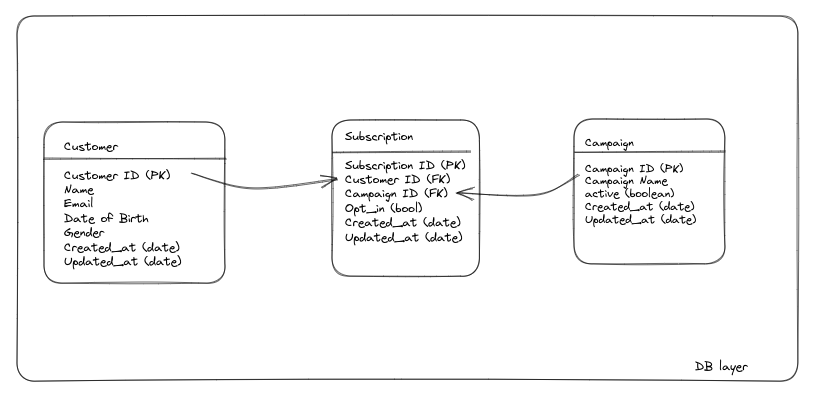 Customer
Customer ID (PK)
Name
Email
Date of Birth
Gender
Created_at (date)
Updated_at (date)
Subscription
Subscription ID (PK)
Customer ID (FK)
Campaign ID (FK)
Opt_in (bool)
Created_at (date)
Updated_at (date)
Campaign
Campaign ID (PK)
Campaign Name
active (boolean)
Created_at (date)
Updated_at (date)
DB layer